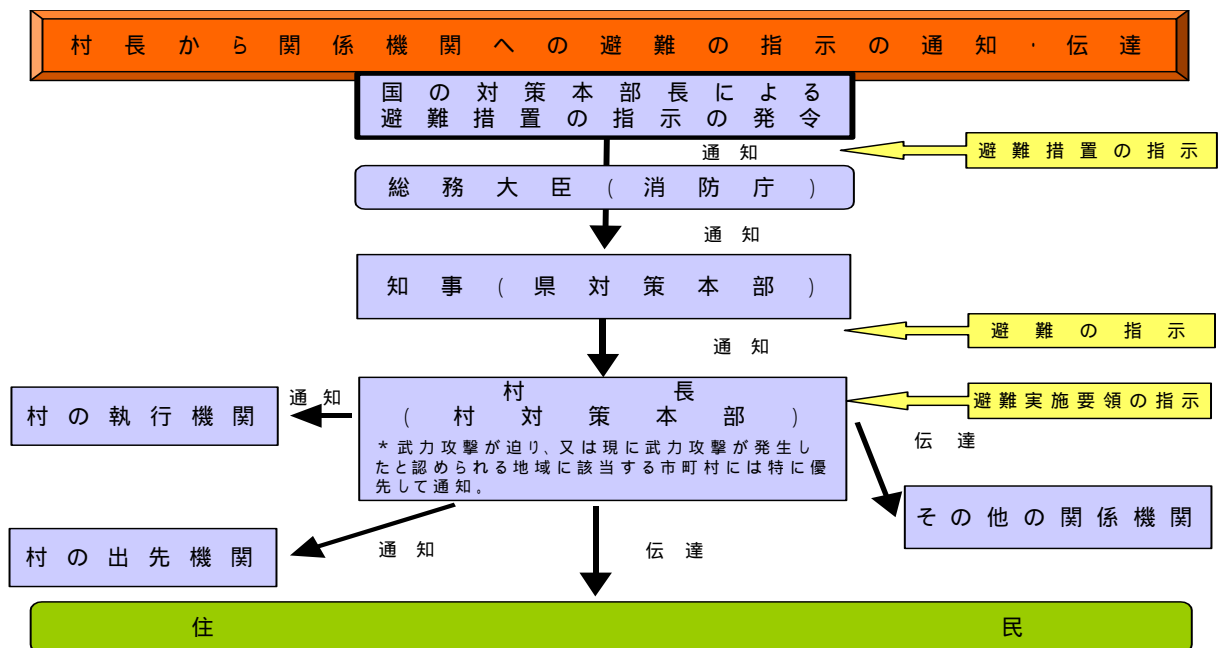 村長から関係機関への避難の指示の通知・伝達
国の対策本部長による
避難措置の指示の発令
通知
避難措置の指示
総務大臣(消防庁)
通知
知事(県対策本部)
通知
避難の指示
村長
(村対策本部)
*武力攻撃が迫り、又は現に武力攻撃が発生し
たと認められる地域に該当する市町村には特に優
先して通知。
避難実施要領の指示
通知
村の執行機関
伝達
その他の関係機関
通知
村の出先機関
伝達
住民